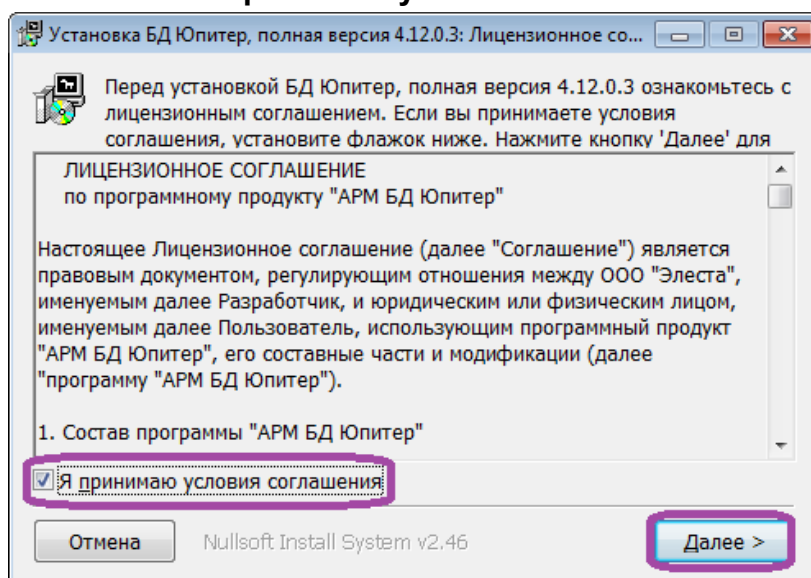 Установка БД Юпитер, полная версия 4.12.0.3: Лицензионное со...
Перед установкой БД Юпитер, полная версия 4.12.0.3 ознакомьтесь с
лицензионным соглашением. Если вы принимаете условия
соглашения, установите флажок ниже. Нажмите кнопку 'Далее' для
ЛИЦЕНЗИОННОЕ СОГЛАШЕНИЕ
по программному продукту "АРМ БД Юпитер"
Настоящее Лицензионное соглашение (далее "Соглашение") является
правовым документом, регулирующим отношения между ООО "Элеста",
именуемым далее Разработчик, и юридическим или физическим лицом,
именуемым далее Пользователь, использующим программный продукт
"АРМ БД Юпитер", его составные части и модификации (далее
"программу "АРМ БД Юпитер").
1. Состав программы "АРМ БД Юпитер"
Я принимаю условия соглашения
Отмена
Nullsoft Install System v2.46
Далее >